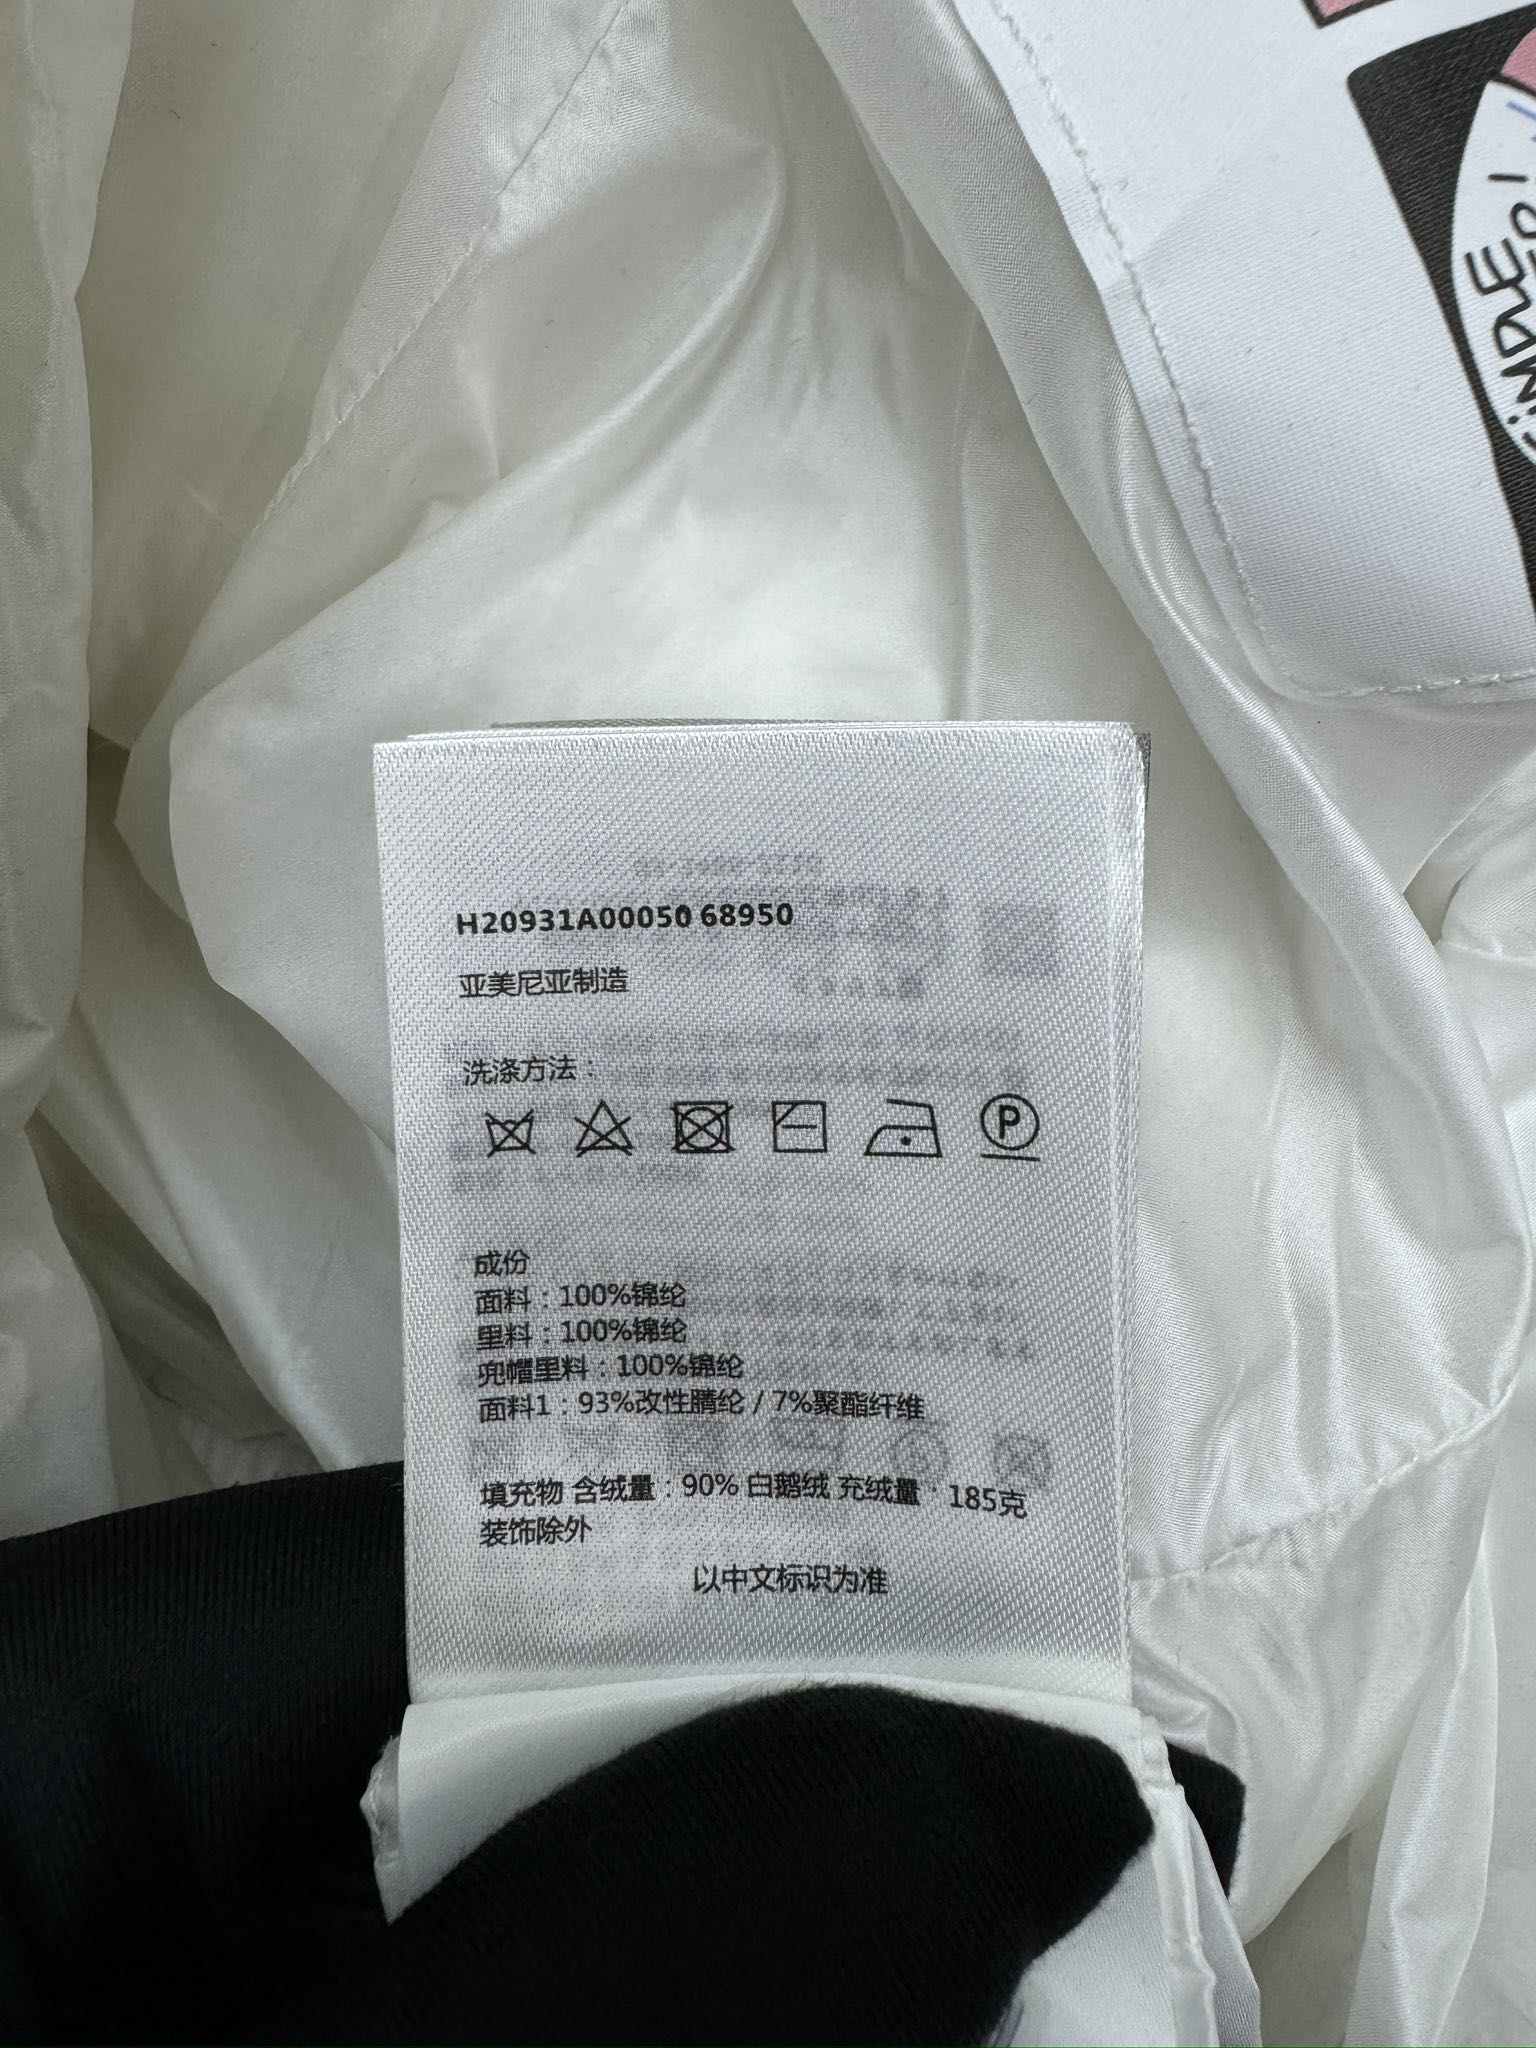 H20931A00050 68950
亚美尼亚制造
洗涤方法：
P
成份
面料：100%锦纶
里料：100%锦纶
兜帽里料：100%锦纶
面料1：93%改性腈纶 / 7%聚酯纤维
填充物 含绒量：90% 白鹅绒 充绒量：185克
装饰除外
以中文标识为准